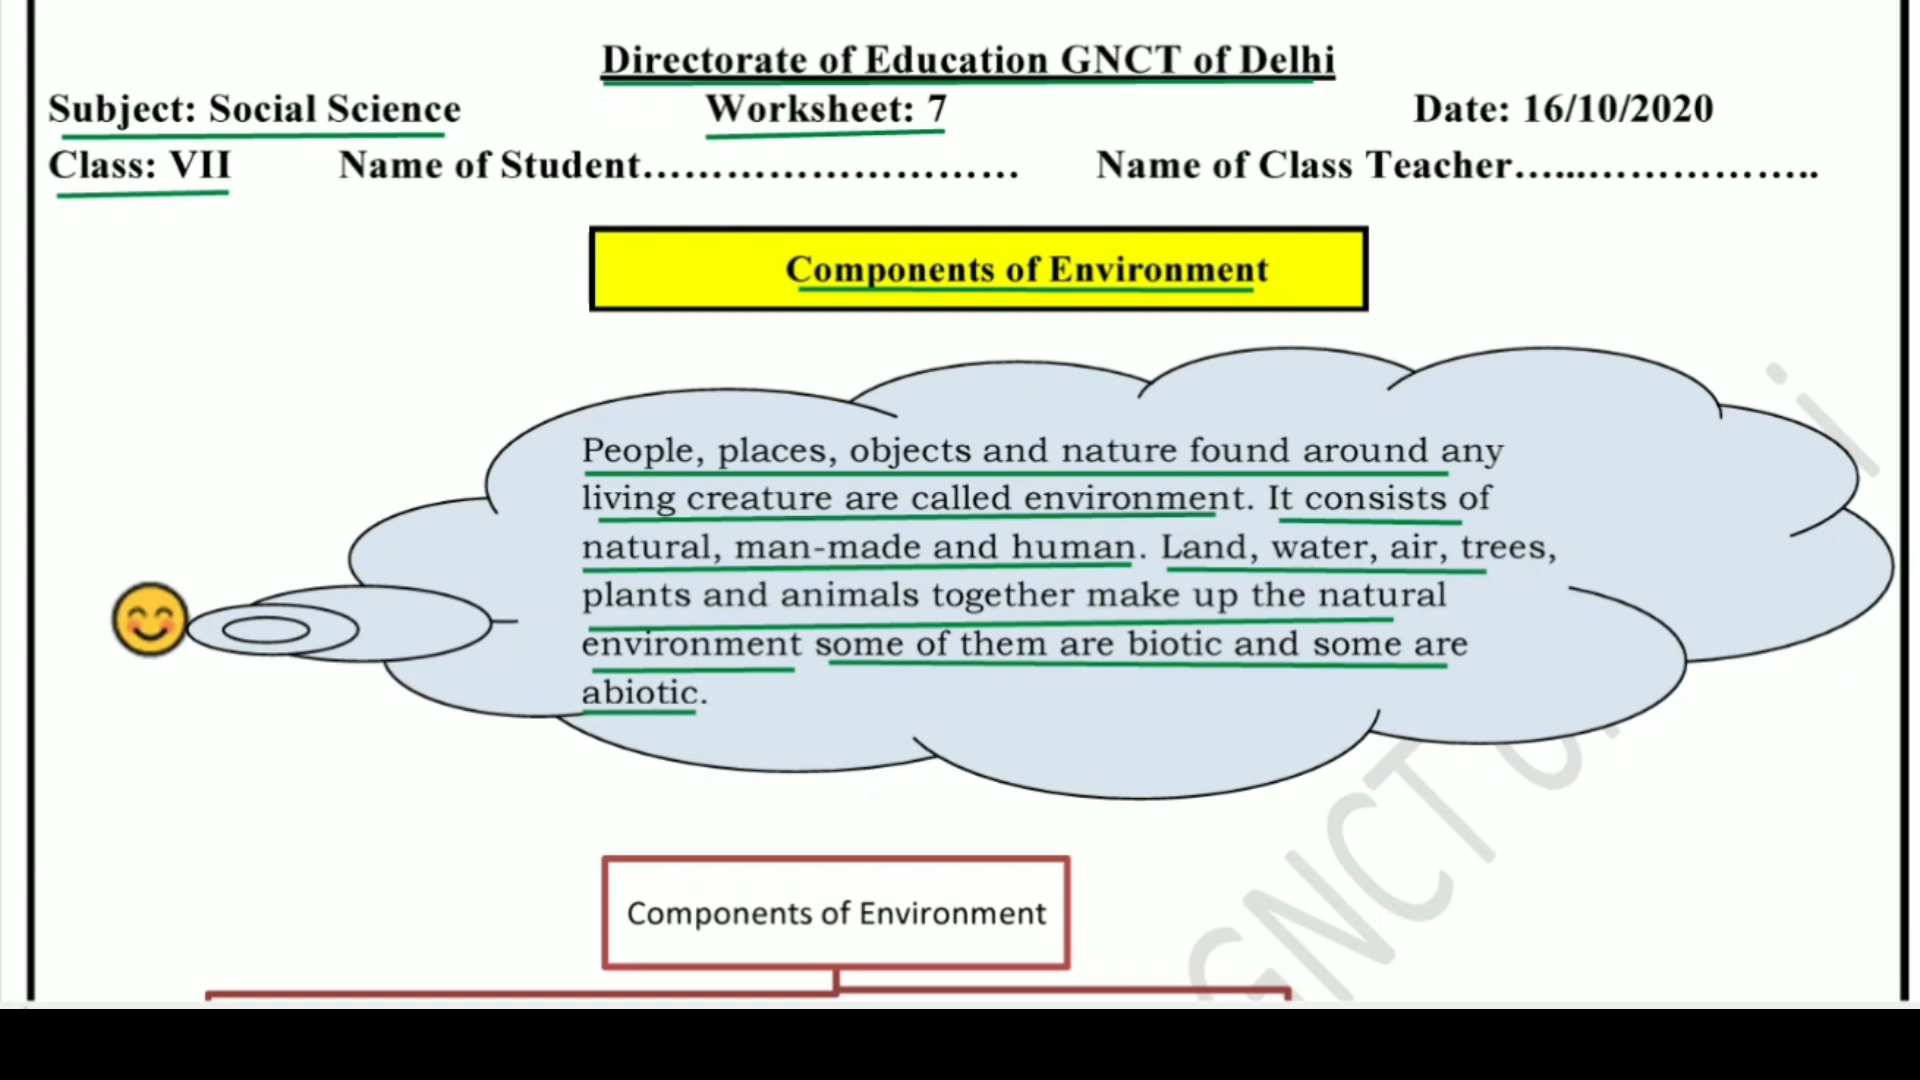 Directorate of Education GNCT of Delhi
Subject: Social Science Worksheet: 7 Date: 16/10/2020
Class: VII Name of Student……………………… Name of Class Teacher…...……………..
Components of Environment
People, places, objects and nature found around any
living creature are called environment. It consists of
natural, man-made and human. Land, water, air, trees,
plants and animals together make up the natural
environment some of them are biotic and some are
abiotic.
Components of Environment
GNCT